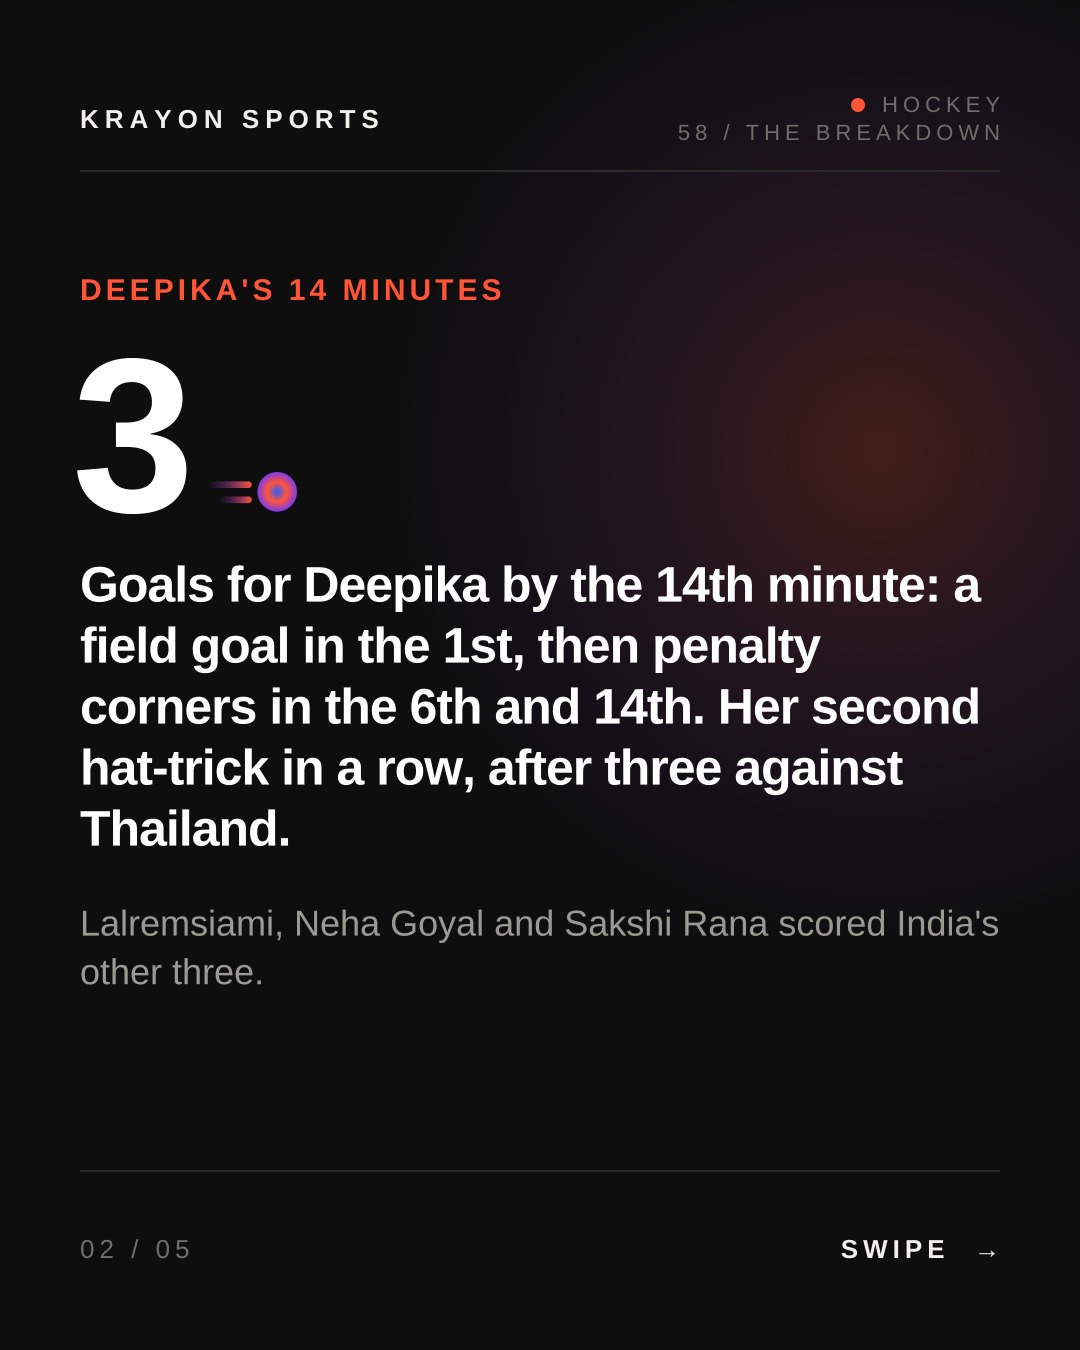 KRAYON SPORTS
HOCKEY
58 / THE BREAKDOWN
DEEPIKA'S 14 MINUTES
3
Goals for Deepika by the 14th minute: a
field goal in the 1st, then penalty
corners in the 6th and 14th. Her second
hat-trick in a row, after three against
Thailand.
Lalremsiami, Neha Goyal and Sakshi Rana scored India's
other three.
02 / 05
SWIPE →